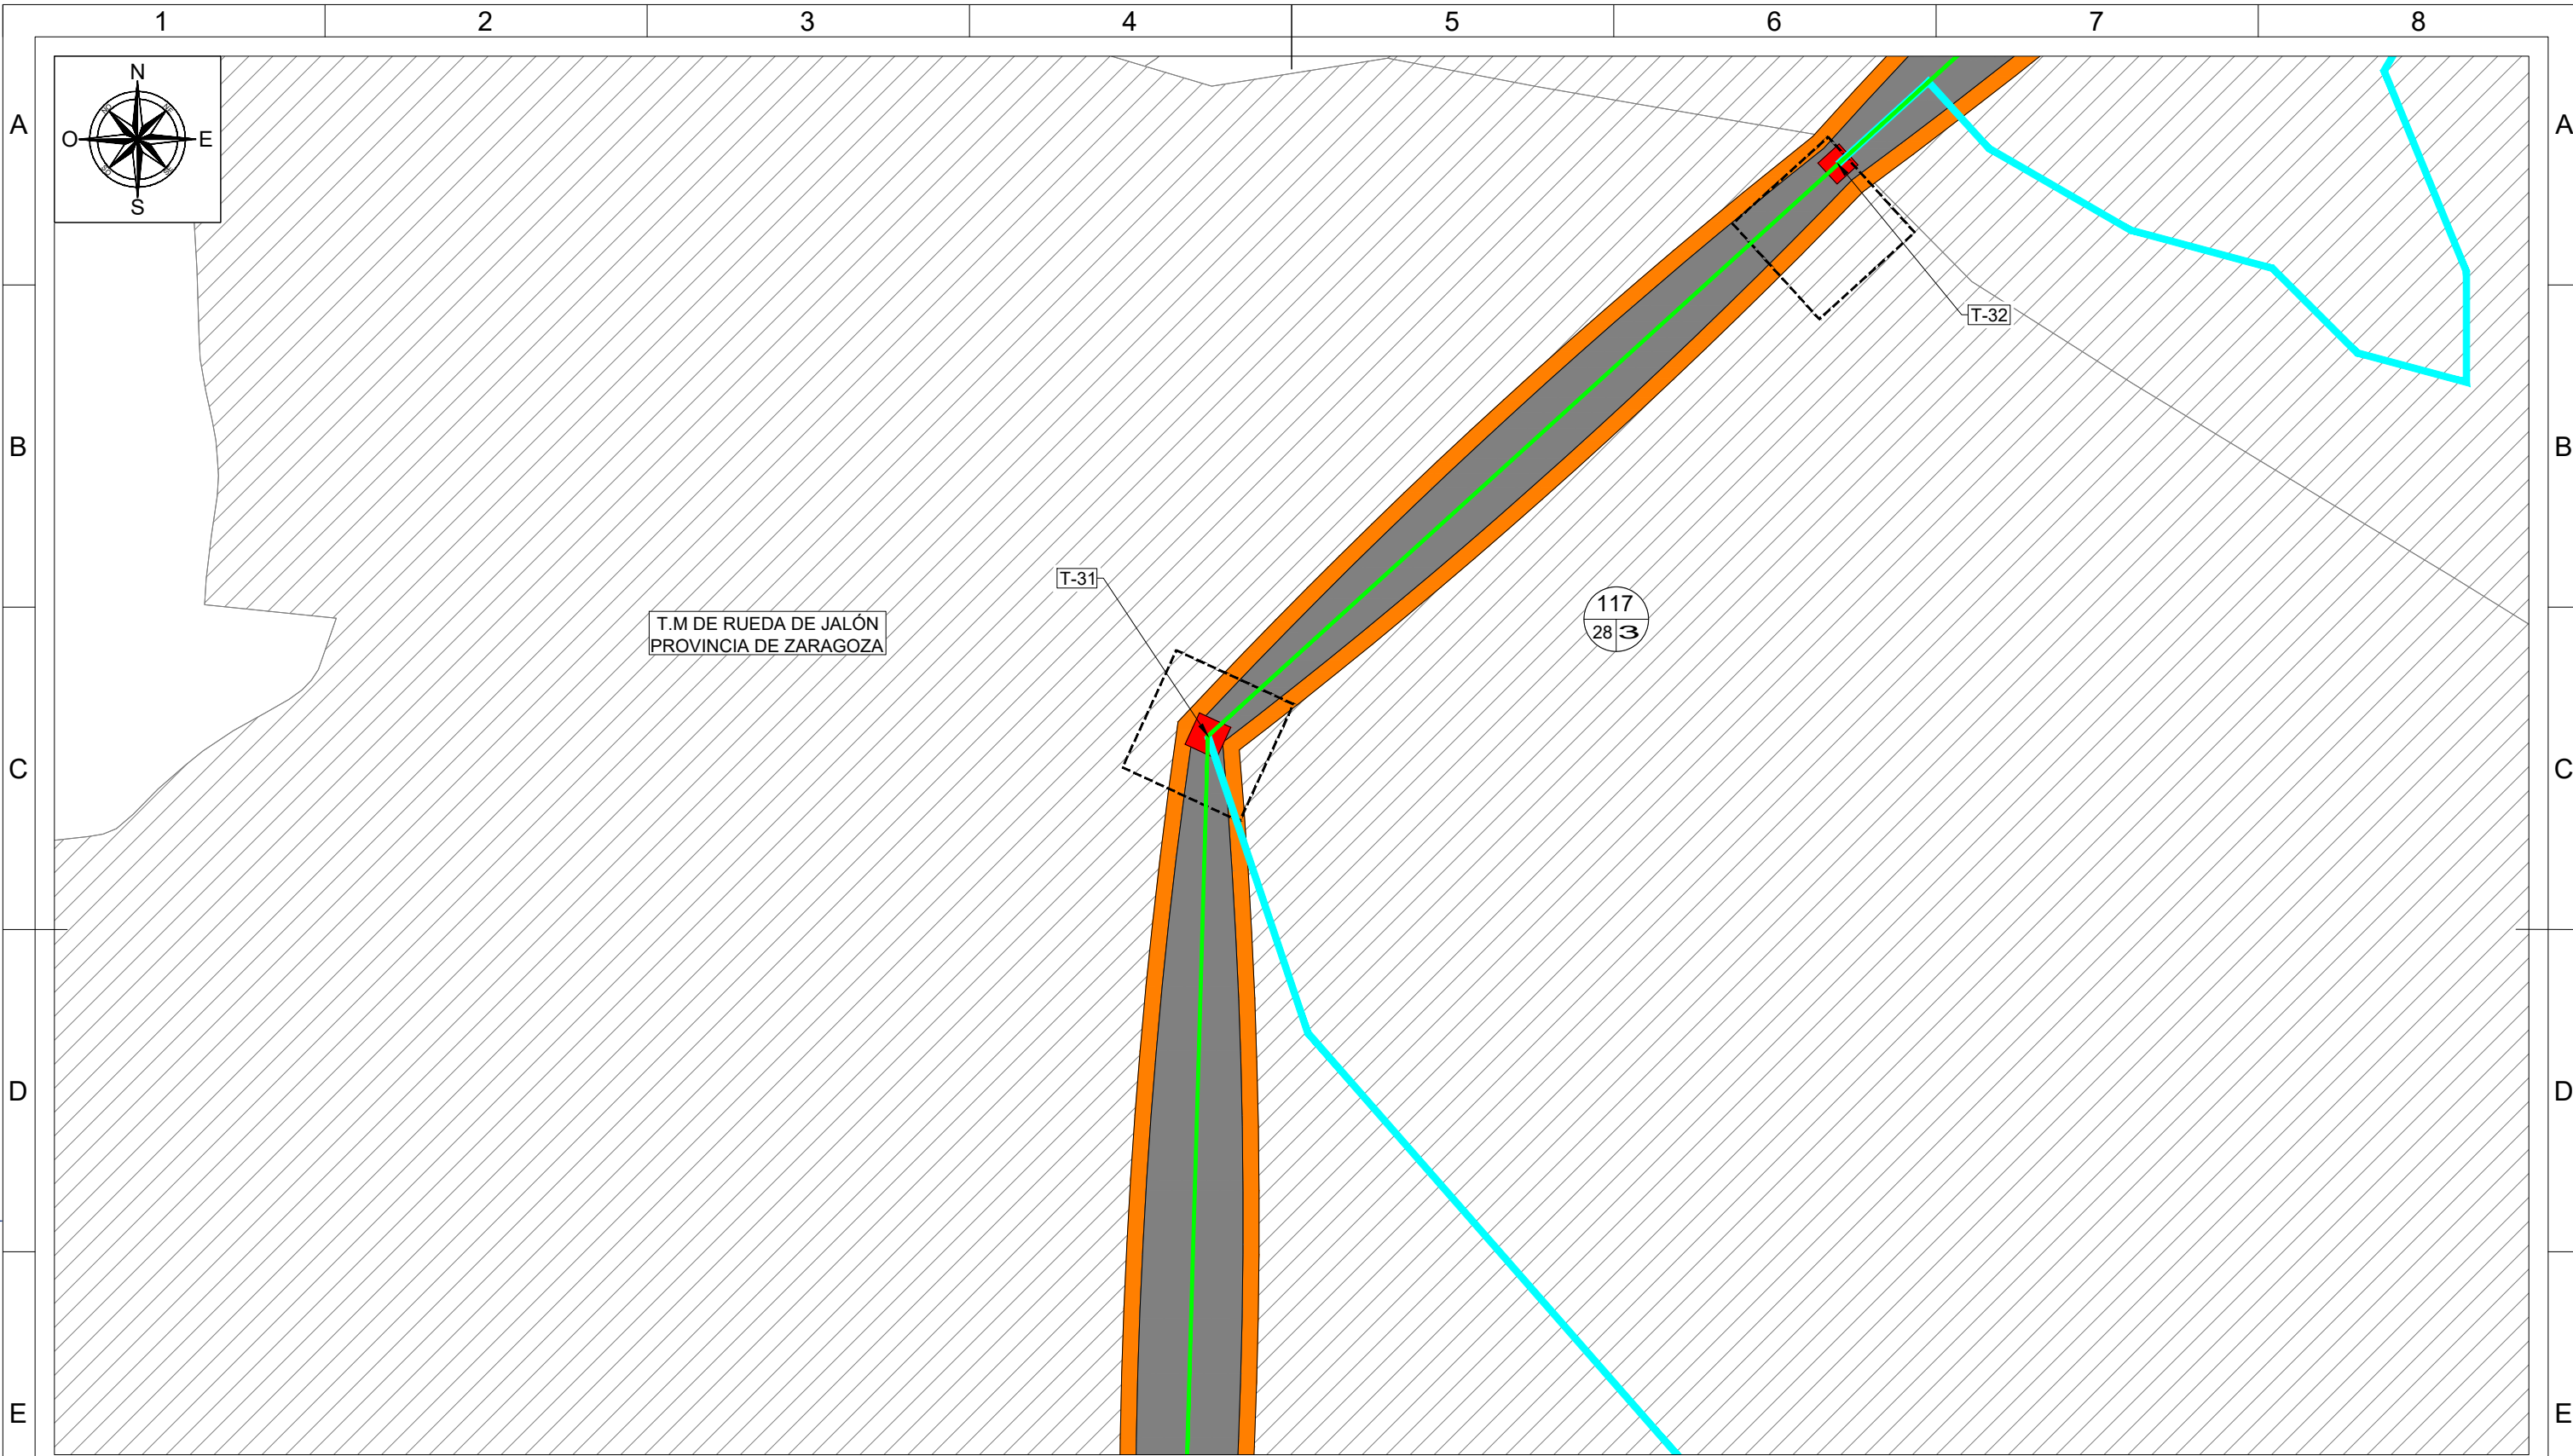 1 2 3 4 5 6 7 8
N
A A
O E
S
T-32
B B
T-31
117
T.M DE RUEDA DE JALÓN
28 3
PROVINCIA DE ZARAGOZA
C C
D D
E E